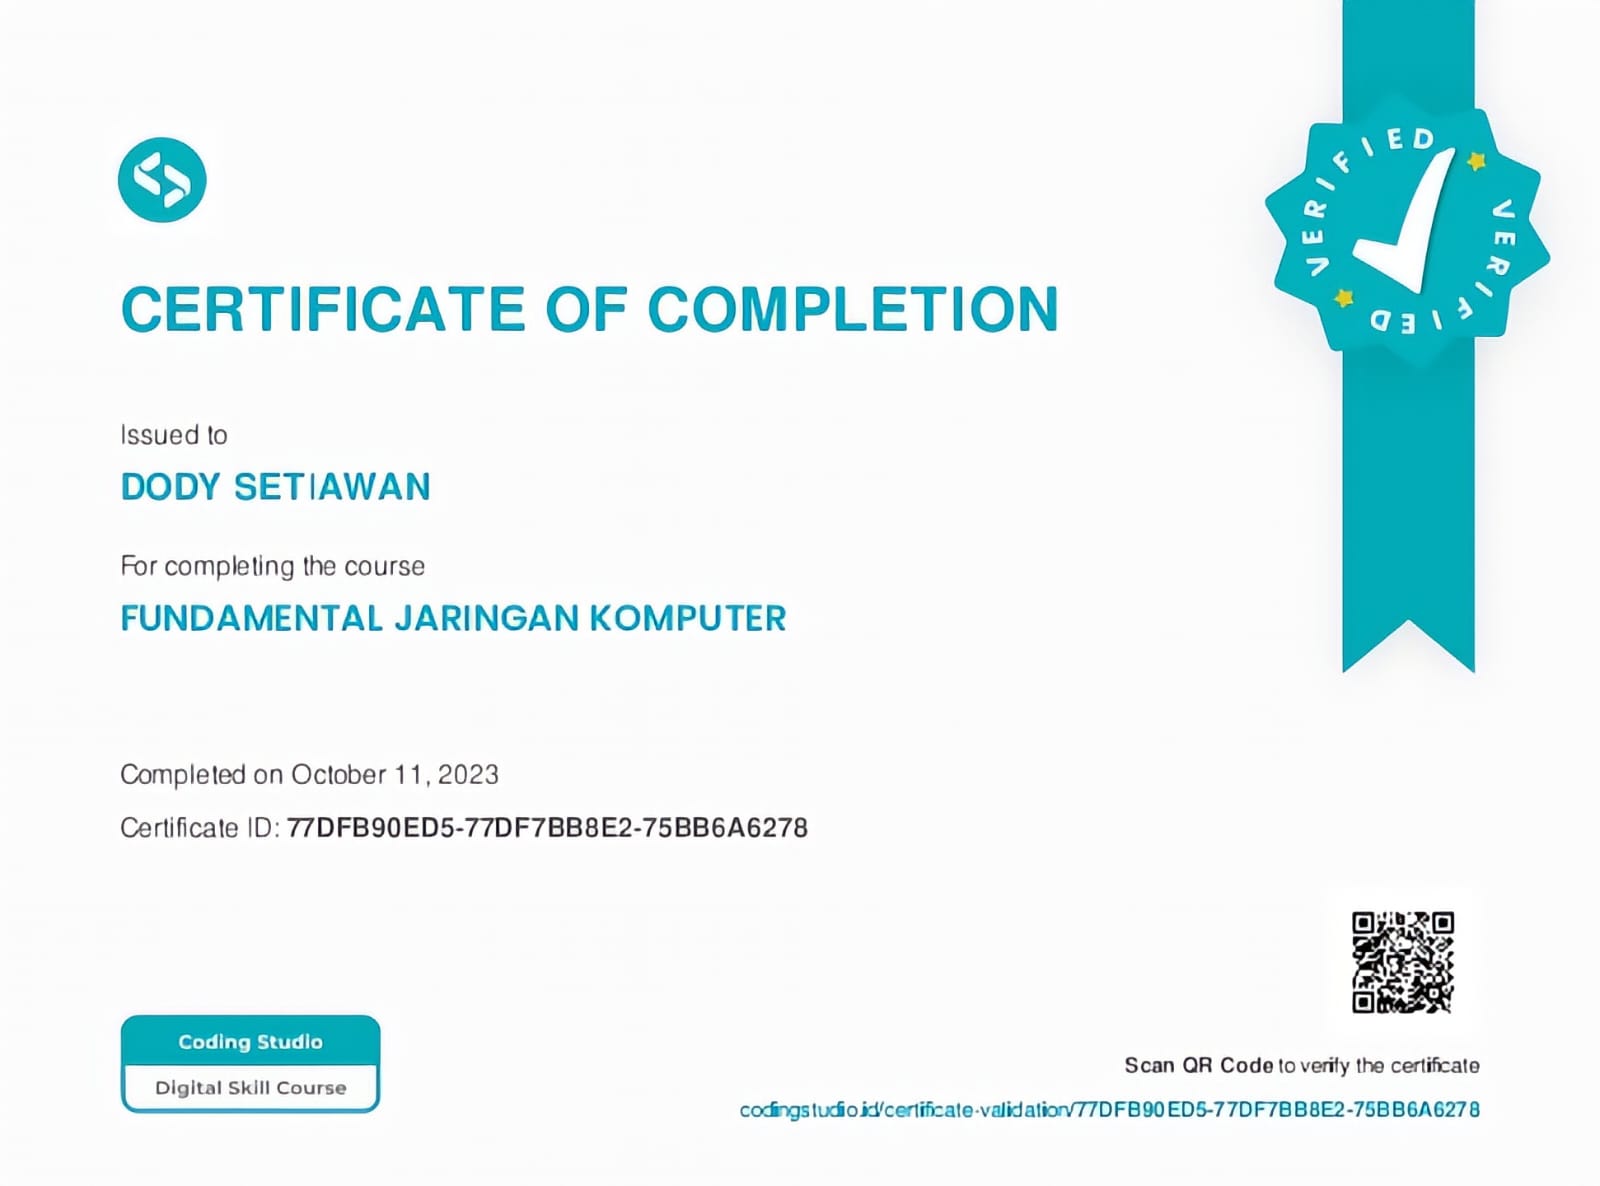 VERIFIED VERIFIED
CERTIFICATE OF COMPLETION
Issued to
DODY SETIAWAN
For completing the course
FUNDAMENTAL JARINGAN KOMPUTER
Completed on October 11, 2023
Certificate ID: 77DFB90ED5-77DF7BB8E2-75BB6A6278
Coding Studio
Digital Skill Course
Scan QR Code to verify the certificate
codingstudio.id/certificate-validation/77DFB90ED5-77DF7BB8E2-75BB6A6278